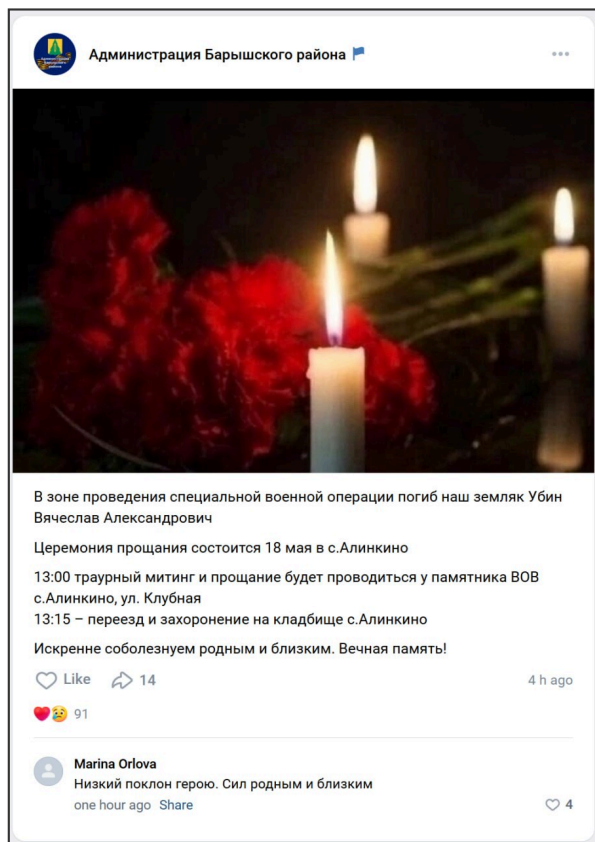 Администрация Барышского района
В зоне проведения специальной военной операции погиб наш земляк Убин
Вячеслав Александрович
Церемония прощания состоится 18 мая в с.Алинкино
13:00 траурный митинг и прощание будет проводиться у памятника ВОВ
с.Алинкино, ул. Клубная
13:15 – переезд и захоронение на кладбище с.Алинкино
Искренне соболезнуем родным и близким. Вечная память!
Like 14 4 h ago
91
Marina Orlova
Низкий поклон герою. Сил родным и близким
one hour ago Share 4